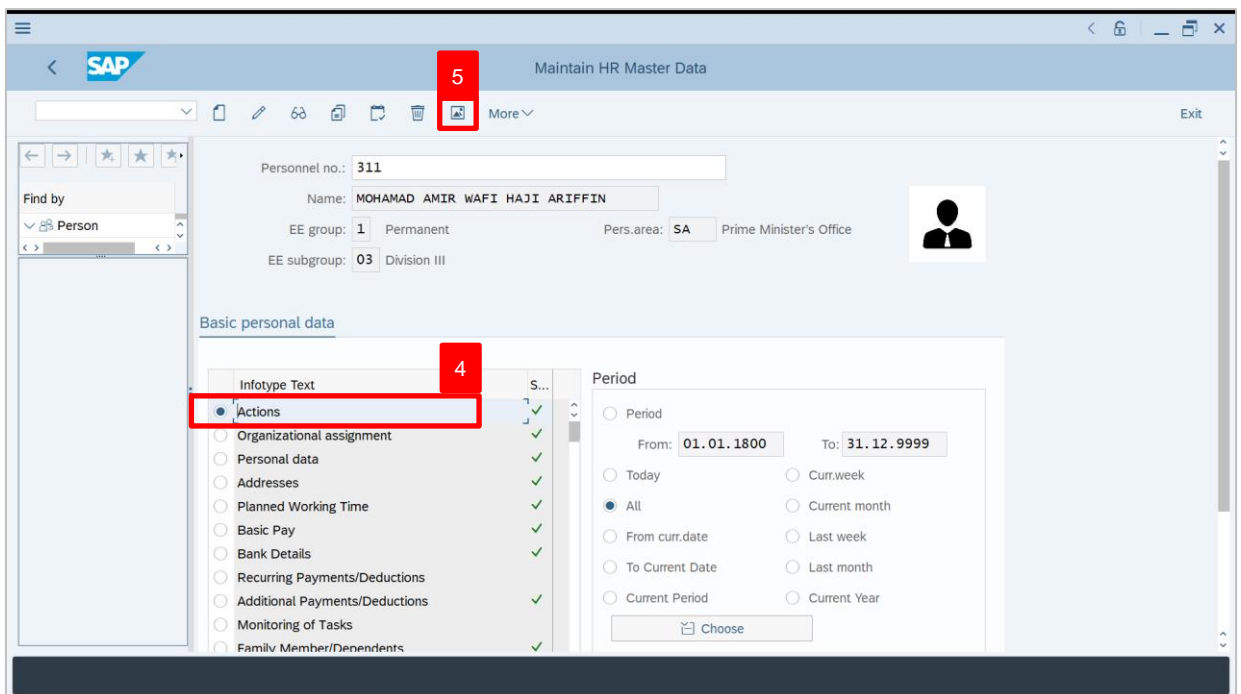 SAP
5
Maintain HR Master Data
More
Exit
Personnel no.: 311
Find by
Name: MOHAMAD AMIR WAFI HAJI ARIFFIN
Person
EE group: 1 Permanent
Pers.area: SA Prime Minister's Office
EE subgroup: 03 Division III
Basic personal data
4
Infotype Text S...
Actions
Organizational assignment
Personal data
Addresses
Planned Working Time
Basic Pay
Bank Details
Recurring Payments/Deductions
Additional Payments/Deductions
Monitoring of Tasks
Family Member/Dependents
Period
Period
From: 01.01.1800 To: 31.12.9999
Today Curr.week
All Current month
From curr.date Last week
To Current Date Last month
Current Period Current Year
Choose